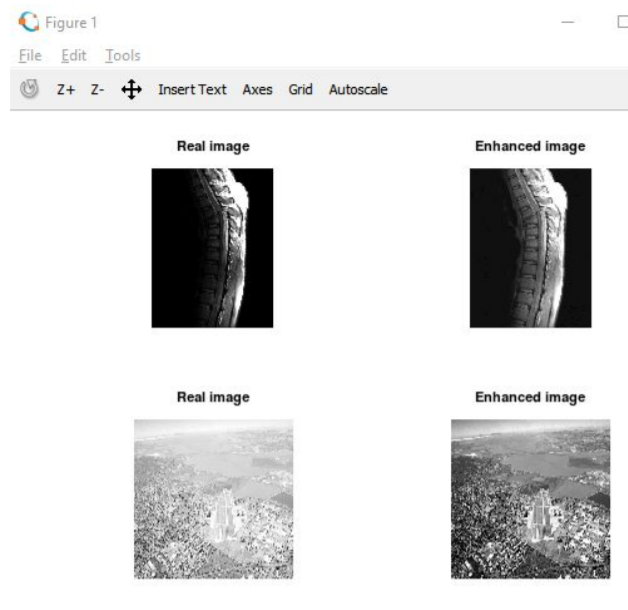 Figure 1
File Edit Tools
Z+ Z- Insert Text Axes Grid Autoscale
Real image Enhanced image
Real image Enhanced image